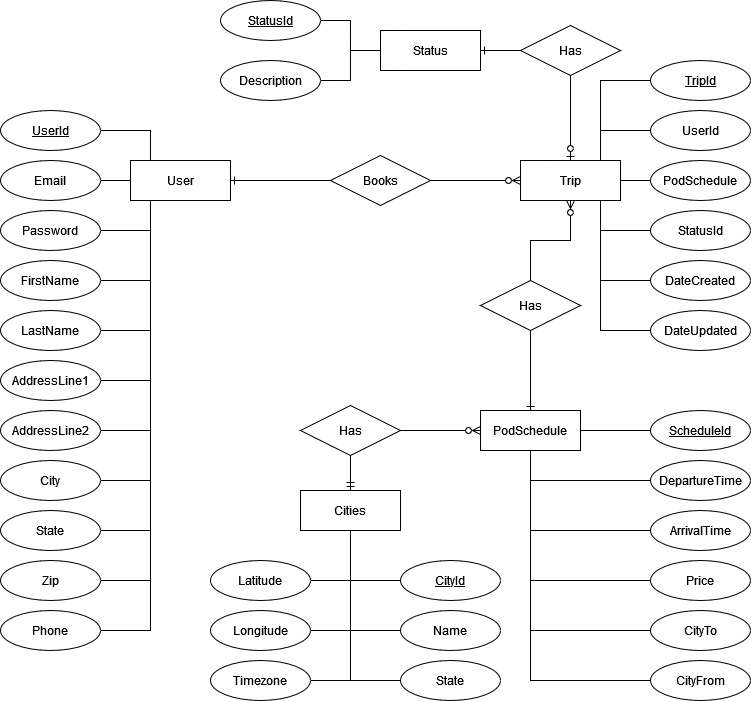 StatusId
Status
Has
Description
TripId
UserId
UserId
Email
User
Books
Trip
PodSchedule
Password
StatusId
FirstName
DateCreated
Has
LastName
DateUpdated
AddressLine1
AddressLine2
Has
PodSchedule
ScheduleId
City
DepartureTime
Cities
State
ArrivalTime
Zip
Latitude
CityId
Price
Phone
Longitude
Name
CityTo
Timezone
State
CityFrom